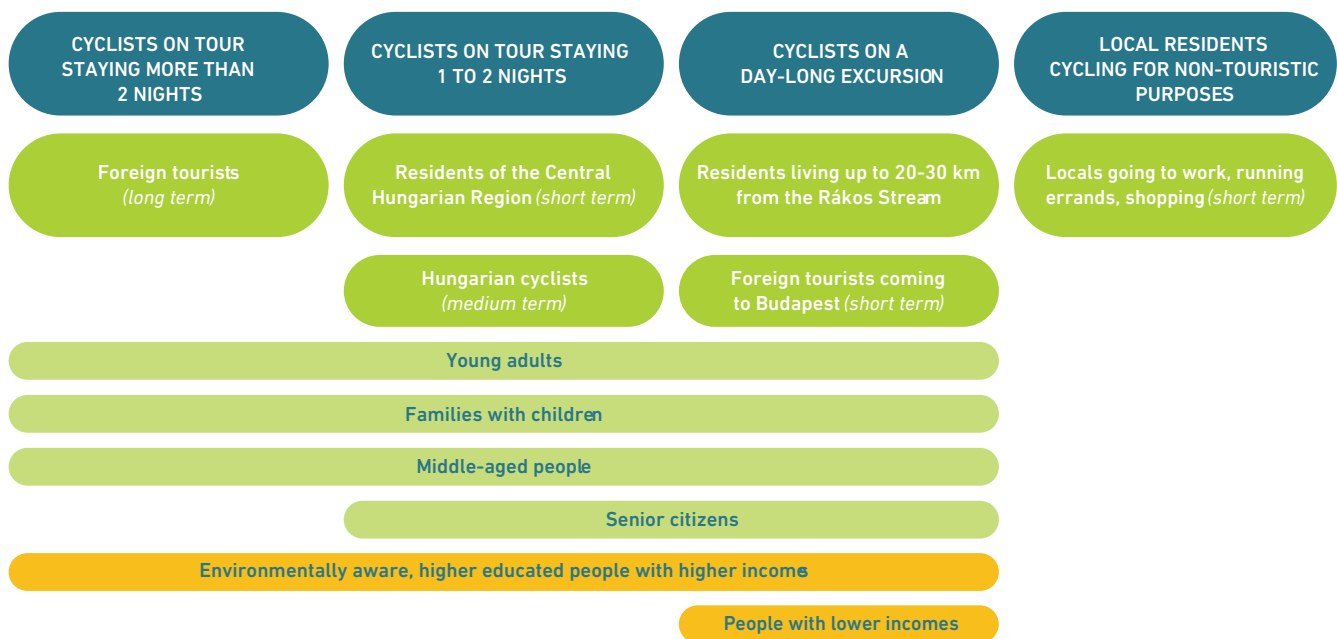 CYCLISTS ON TOUR
STAYING MORE THAN
2 NIGHTS
CYCLISTS ON TOUR STAYING
1 TO 2 NIGHTS
CYCLISTS ON A
DAY-LONG EXCURSION
LOCAL RESIDENTS
CYCLING FOR NON-TOURISTIC
PURPOSES
Foreign tourists
(long term)
Residents of the Central
Hungarian Region (short term)
Residents living up to 20-30 km
from the Rákos Stream
Locals going to work, running
errands, shopping (short term)
Hungarian cyclists
(medium term)
Foreign tourists coming
to Budapest (short term)
Young adults
Families with children
Middle-aged people
Senior citizens
Environmentally aware, higher educated people with higher incomes
People with lower incomes